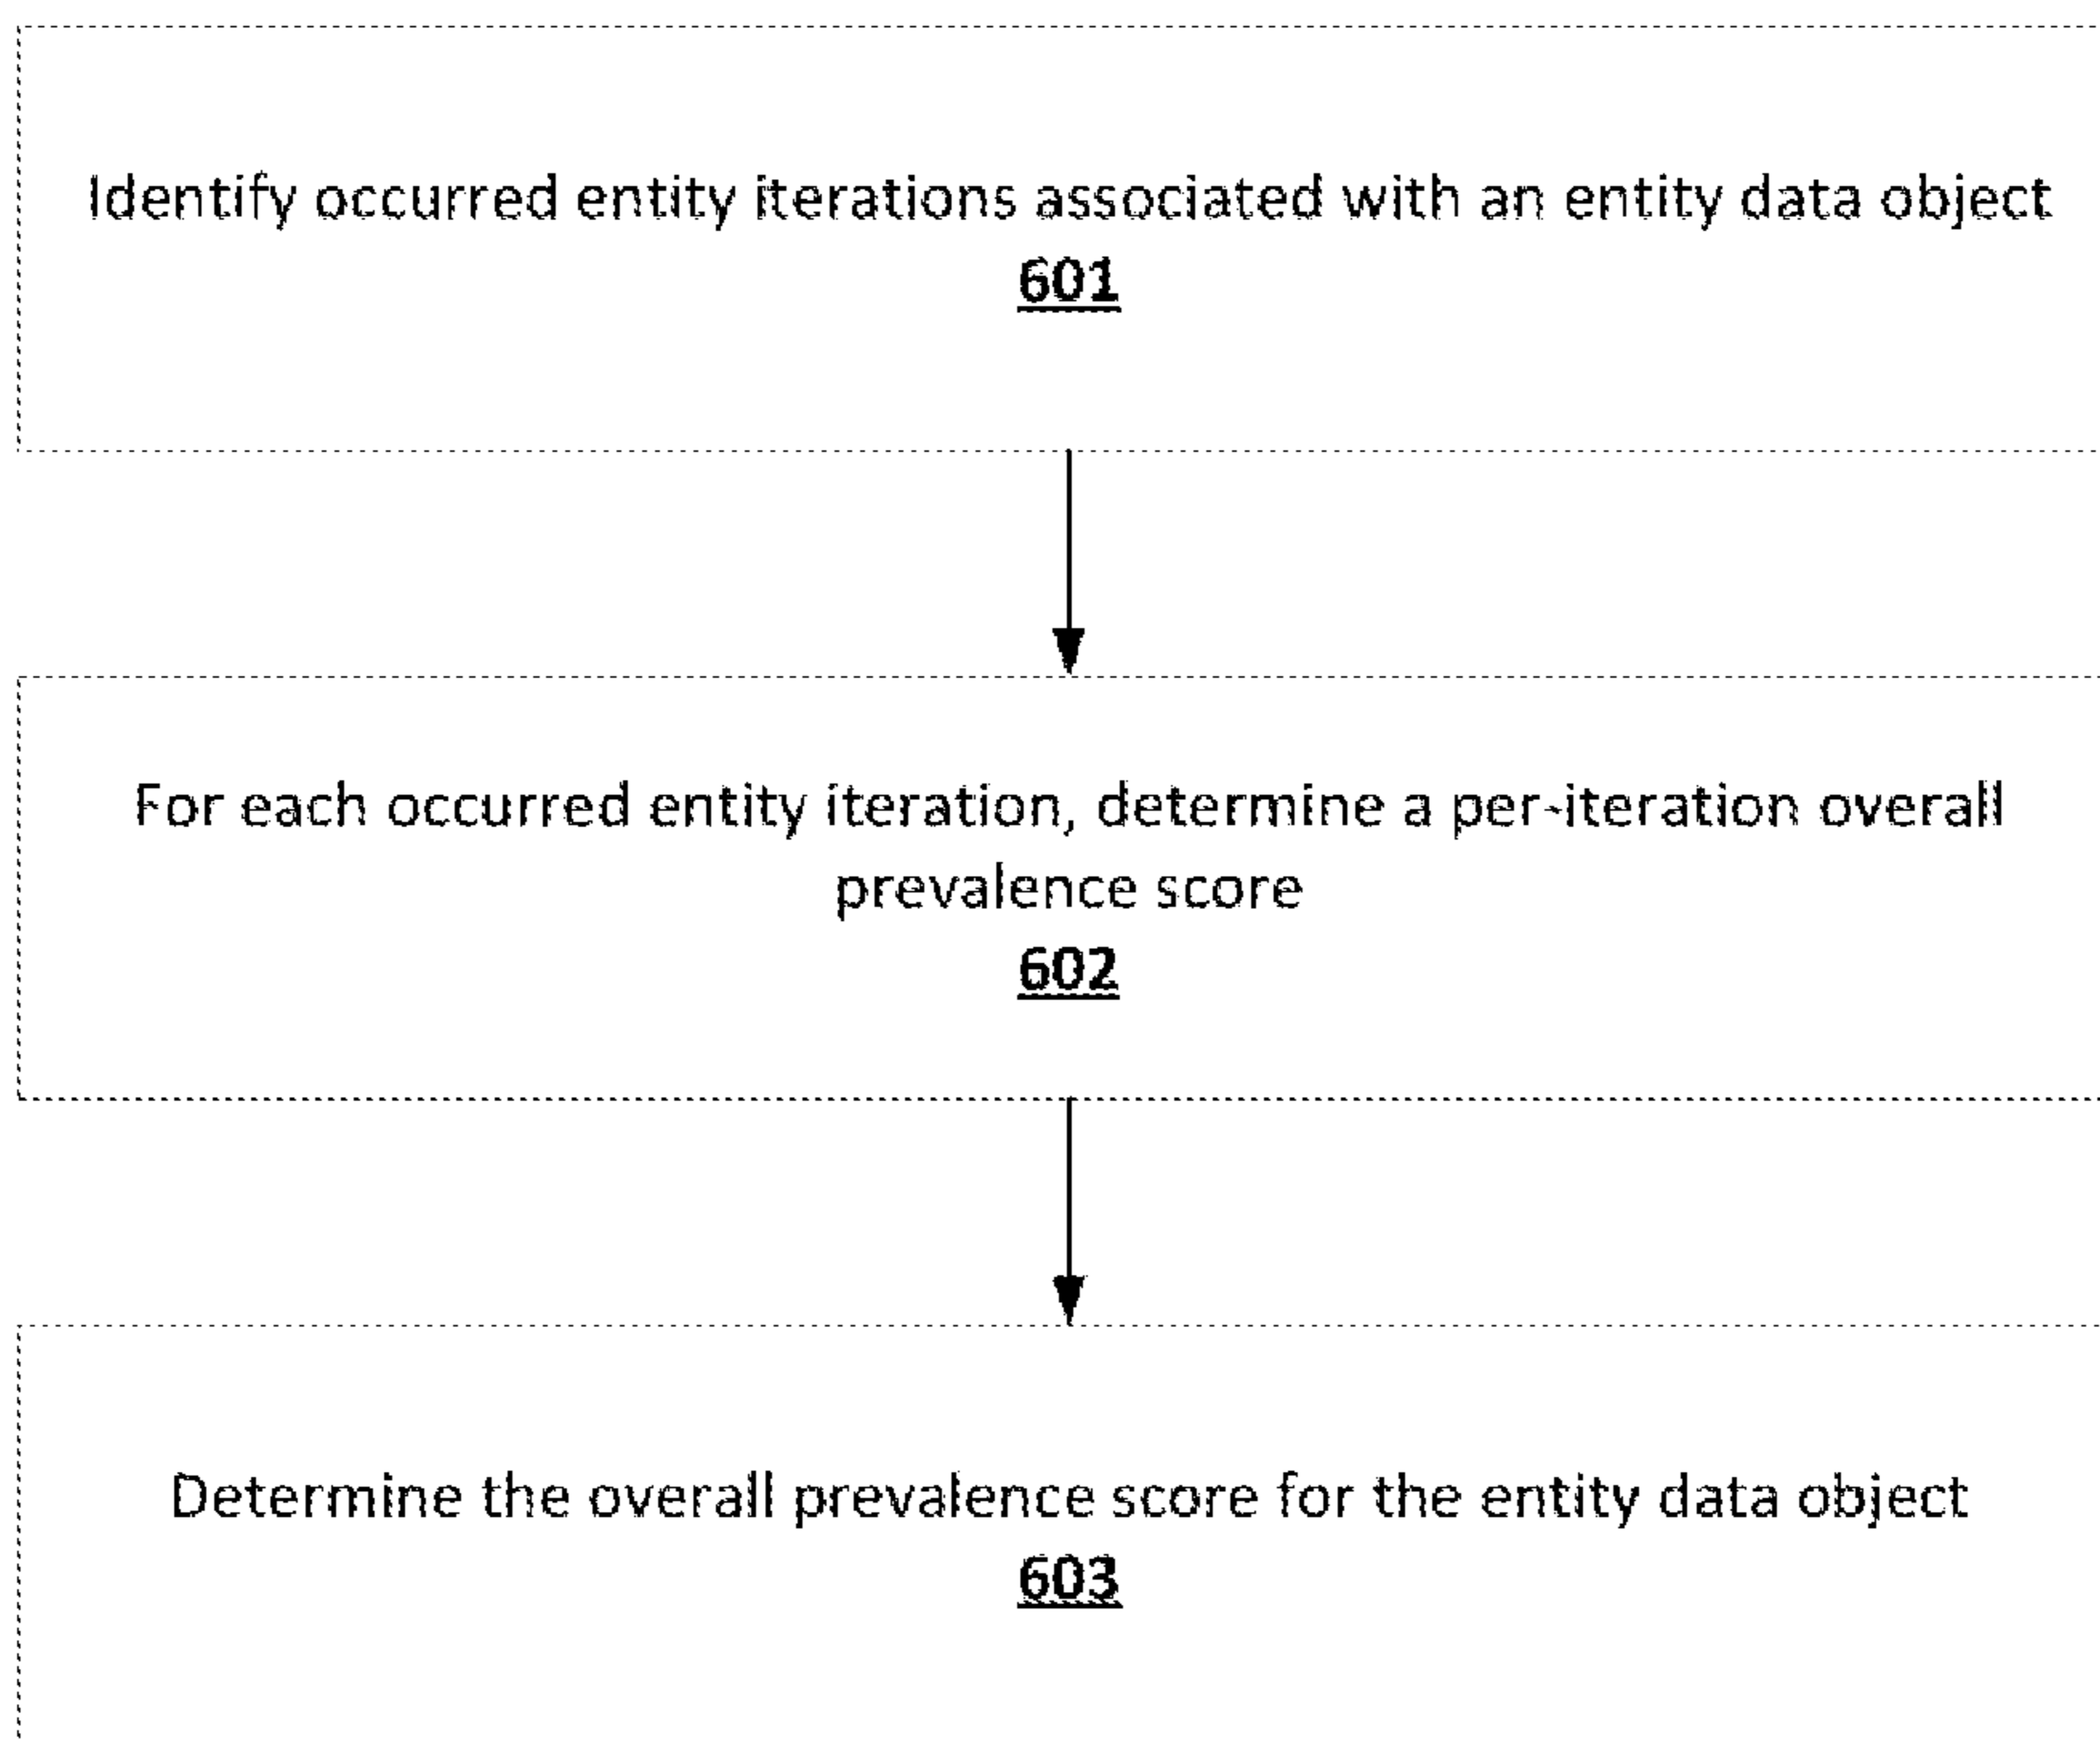 Identify occurred entity iterations associated with an entity data object
601
For each occurred entity iteration, determine a per-iteration overall
prevalence score
602
Determine the overall prevalence score for the entity data object
603